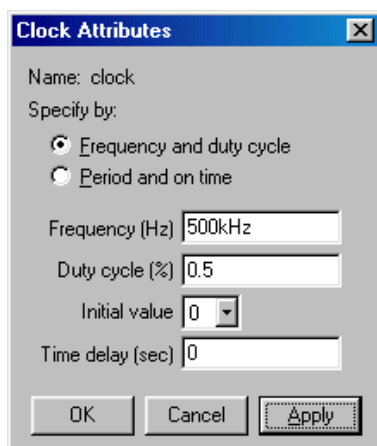 Clock Attributes
Name: clock
Specify by:
Frequency and duty cycle
Period and on time
Frequency (Hz) 500kHz
Duty cycle (%) 0.5
Initial value 0
Time delay (sec) 0
OK Cancel Apply